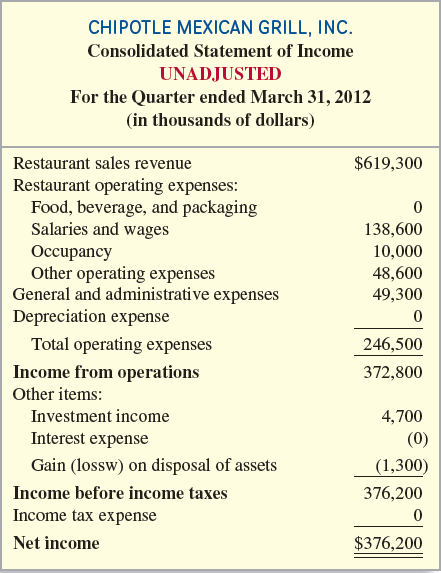 CHIPOTLE MEXICAN GRILL, INC.
Consolidated Statement of Income
UNADJUSTED
For the Quarter ended March 31, 2012
(in thousands of dollars)
Restaurant sales revenue $619,300
Restaurant operating expenses:
Food, beverage, and packaging 0
Salaries and wages 138,600
Occupancy 10,000
Other operating expenses 48,600
General and administrative expenses 49,300
Depreciation expense 0
Total operating expenses 246,500
Income from operations 372,800
Other items:
Investment income 4,700
Interest expense (0)
Gain (lossw) on disposal of assets (1,300)
Income before income taxes 376,200
Income tax expense 0
Net income $376,200